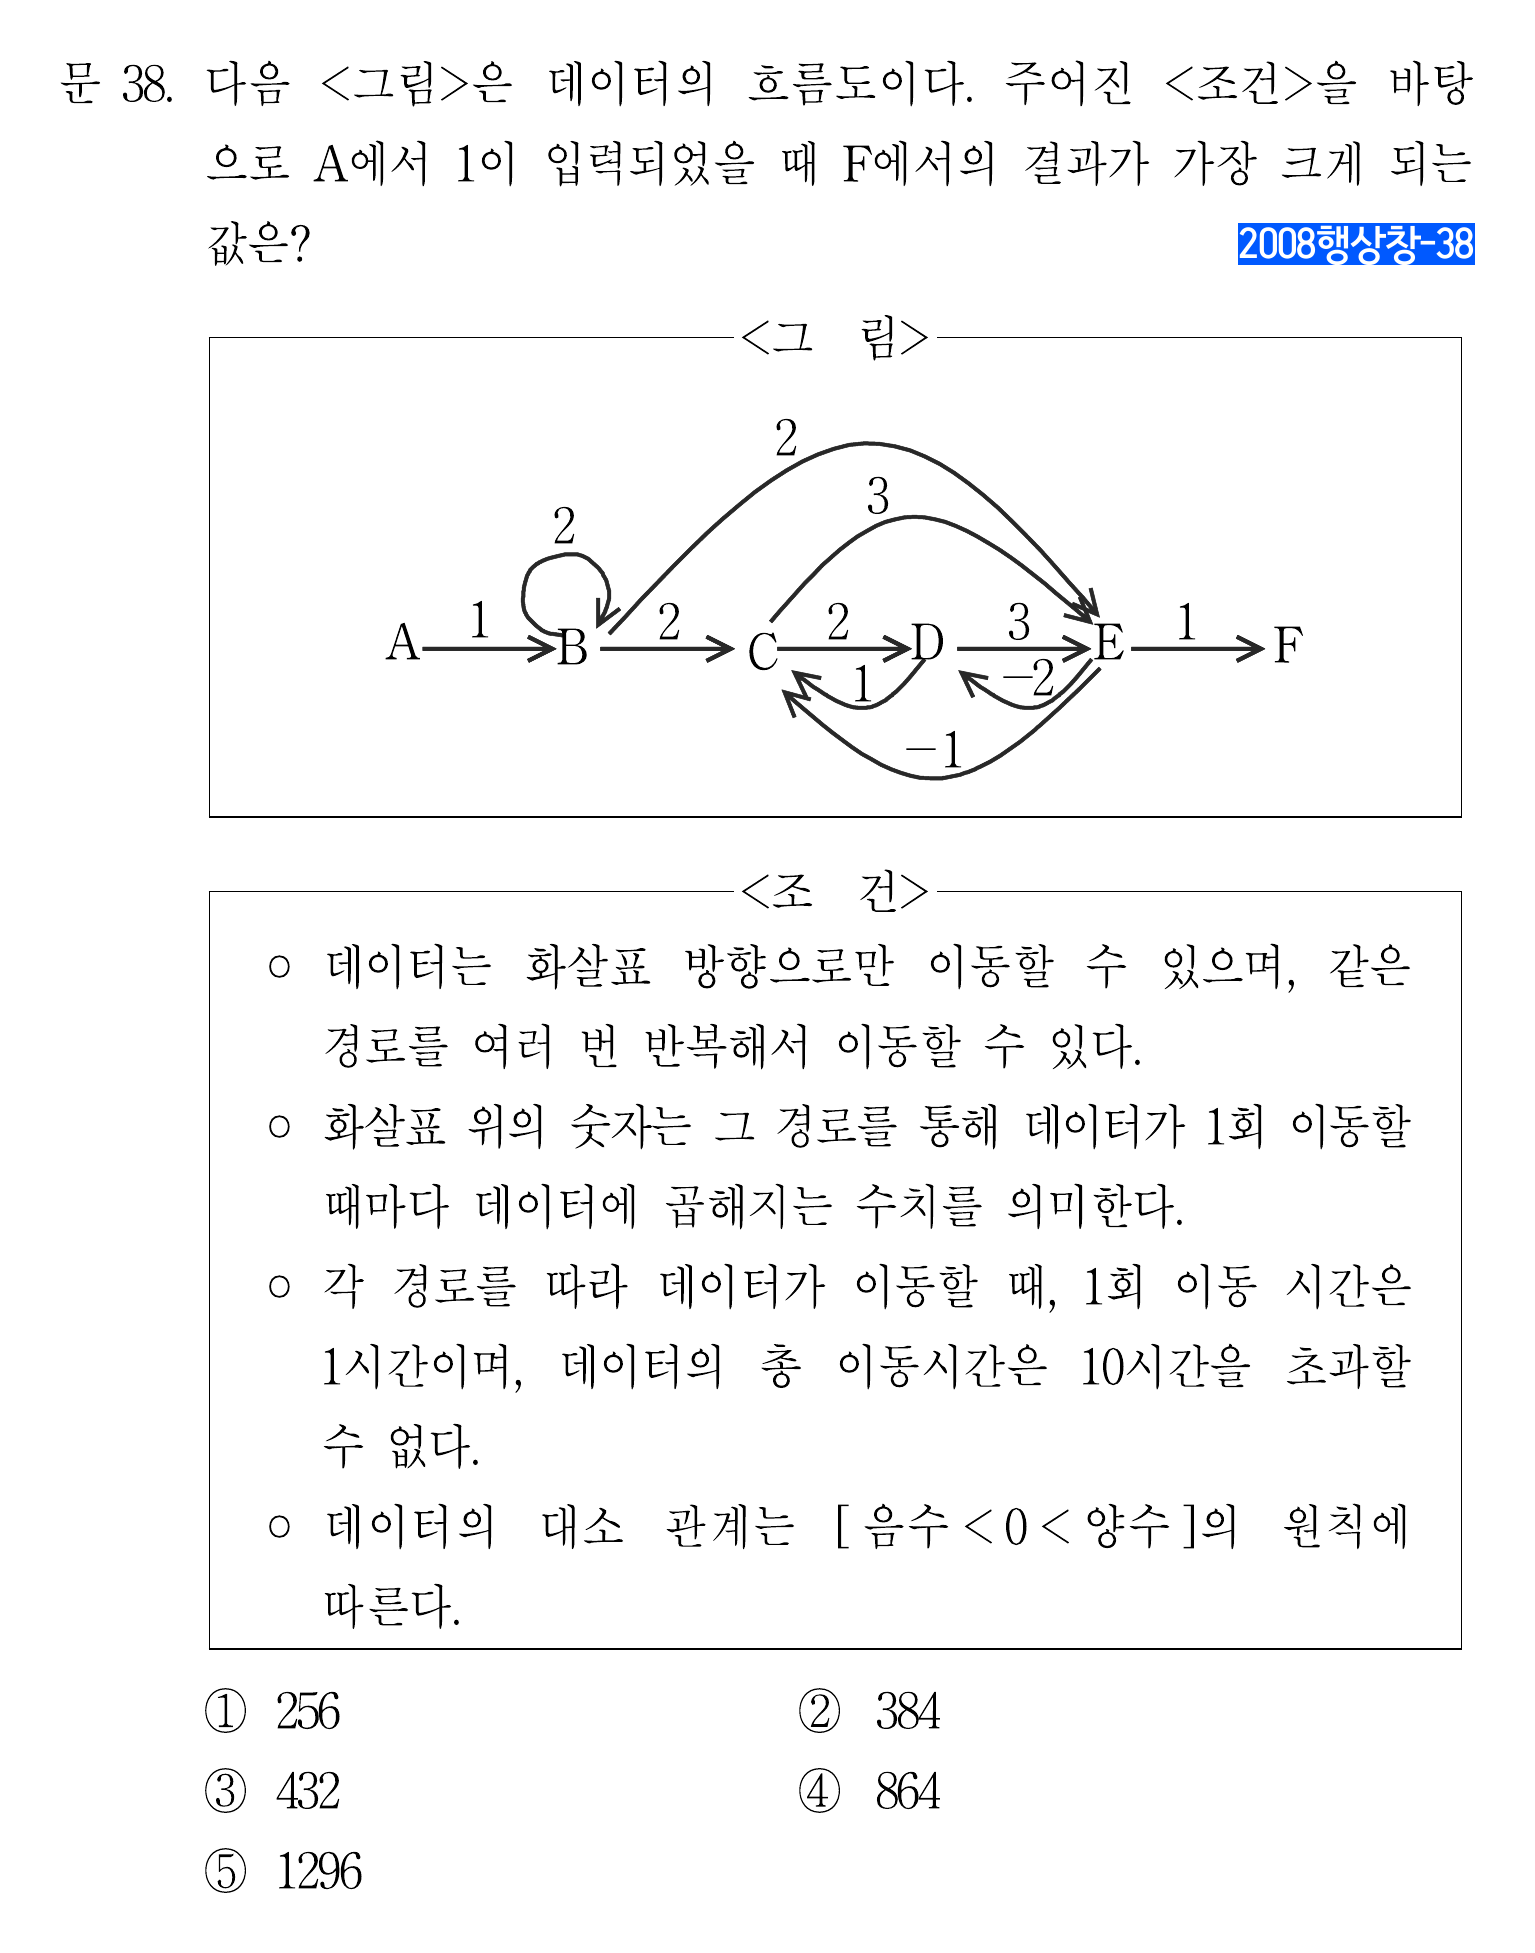 문 38. 다음 <그림>은 데이터의 흐름도이다. 주어진 <조건>을 바탕
으로 A에서 1이 입력되었을 때 F에서의 결과가 가장 크게 되는
값은?
2008행상창-38
<그 림>
2
3
2
A 1 B 2 C 2 D 3 E 1 F
1 -2
-1
<조 건>
○ 데이터는 화살표 방향으로만 이동할 수 있으며, 같은
경로를 여러 번 반복해서 이동할 수 있다.
○ 화살표 위의 숫자는 그 경로를 통해 데이터가 1회 이동할
때마다 데이터에 곱해지는 수치를 의미한다.
○ 각 경로를 따라 데이터가 이동할 때, 1회 이동 시간은
1시간이며, 데이터의 총 이동시간은 10시간을 초과할
수 없다.
○ 데이터의 대소 관계는 [음수<0<양수]의 원칙에
따른다.
① 256 ② 384
③ 432 ④ 864
⑤ 1296